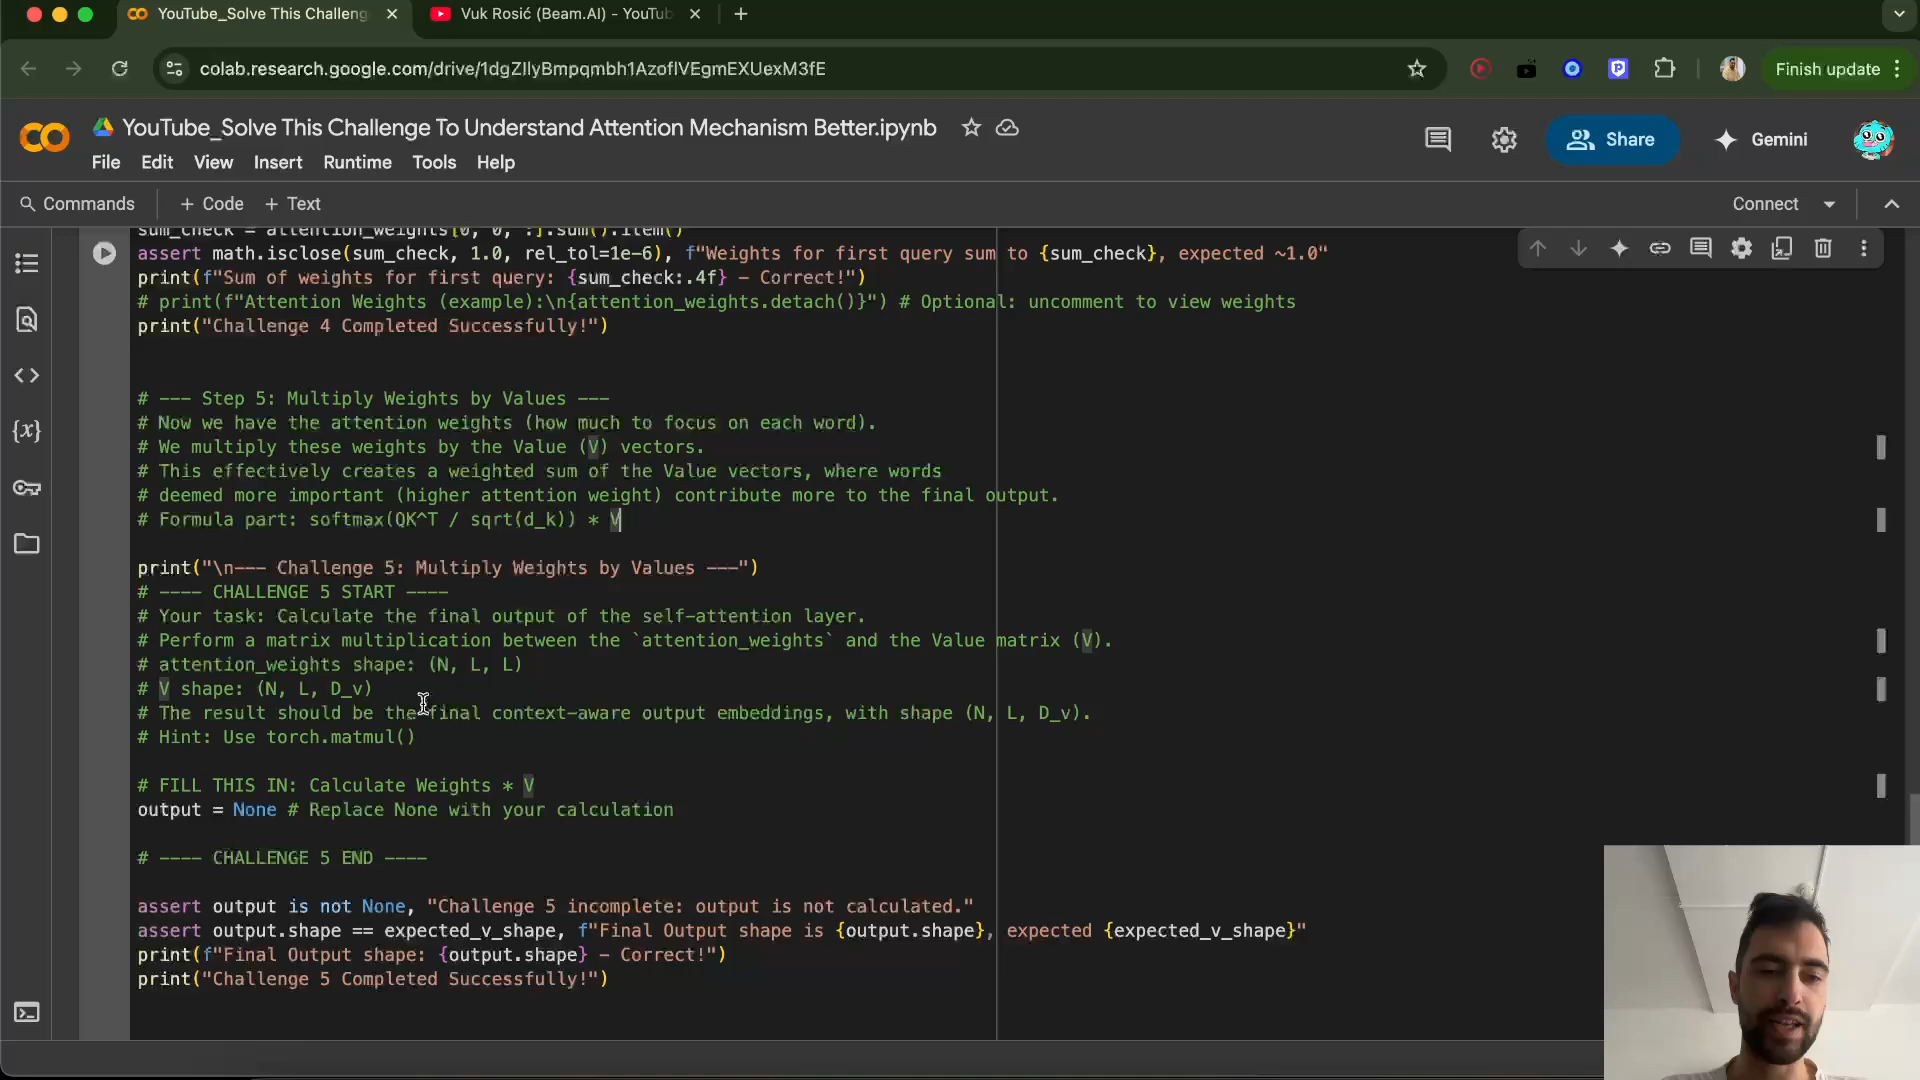 YouTube_Solve This Challeng
Vuk Rosić (Beam.AI) - YouTub
colab.research.google.com/drive/1dgZIlyBmpqmbh1AzoflVEgmEXUexM3fE
Finish update
YouTube_Solve This Challenge To Understand Attention Mechanism Better.ipynb
File Edit View Insert Runtime Tools Help
Share
Gemini
Commands
+ Code + Text
Connect
sum_check = attention_weights[0, 0, :].sum().item()
assert math.isclose(sum_check, 1.0, rel_tol=1e-6), f"Weights for first query sum to {sum_check}, expected ~1.0"
print(f"Sum of weights for first query: {sum_check:.4f} - Correct!")
# print(f"Attention Weights (example):\n{attention_weights.detach()}") # Optional: uncomment to view weights
print("Challenge 4 Completed Successfully!")
# --- Step 5: Multiply Weights by Values ---
# Now we have the attention weights (how much to focus on each word).
# We multiply these weights by the Value (V) vectors.
# This effectively creates a weighted sum of the Value vectors, where words
# deemed more important (higher attention weight) contribute more to the final output.
# Formula part: softmax(QK^T / sqrt(d_k)) * V
print("\n--- Challenge 5: Multiply Weights by Values ---")
# ---- CHALLENGE 5 START ----
# Your task: Calculate the final output of the self-attention layer.
# Perform a matrix multiplication between the `attention_weights` and the Value matrix (V).
# attention_weights shape: (N, L, L)
# V shape: (N, L, D_v)
# The result should be the final context-aware output embeddings, with shape (N, L, D_v).
# Hint: Use torch.matmul()
# FILL THIS IN: Calculate Weights * V
output = None # Replace None with your calculation
# ---- CHALLENGE 5 END ----
assert output is not None, "Challenge 5 incomplete: output is not calculated."
assert output.shape == expected_v_shape, f"Final Output shape is {output.shape}, expected {expected_v_shape}"
print(f"Final Output shape: {output.shape} - Correct!")
print("Challenge 5 Completed Successfully!")